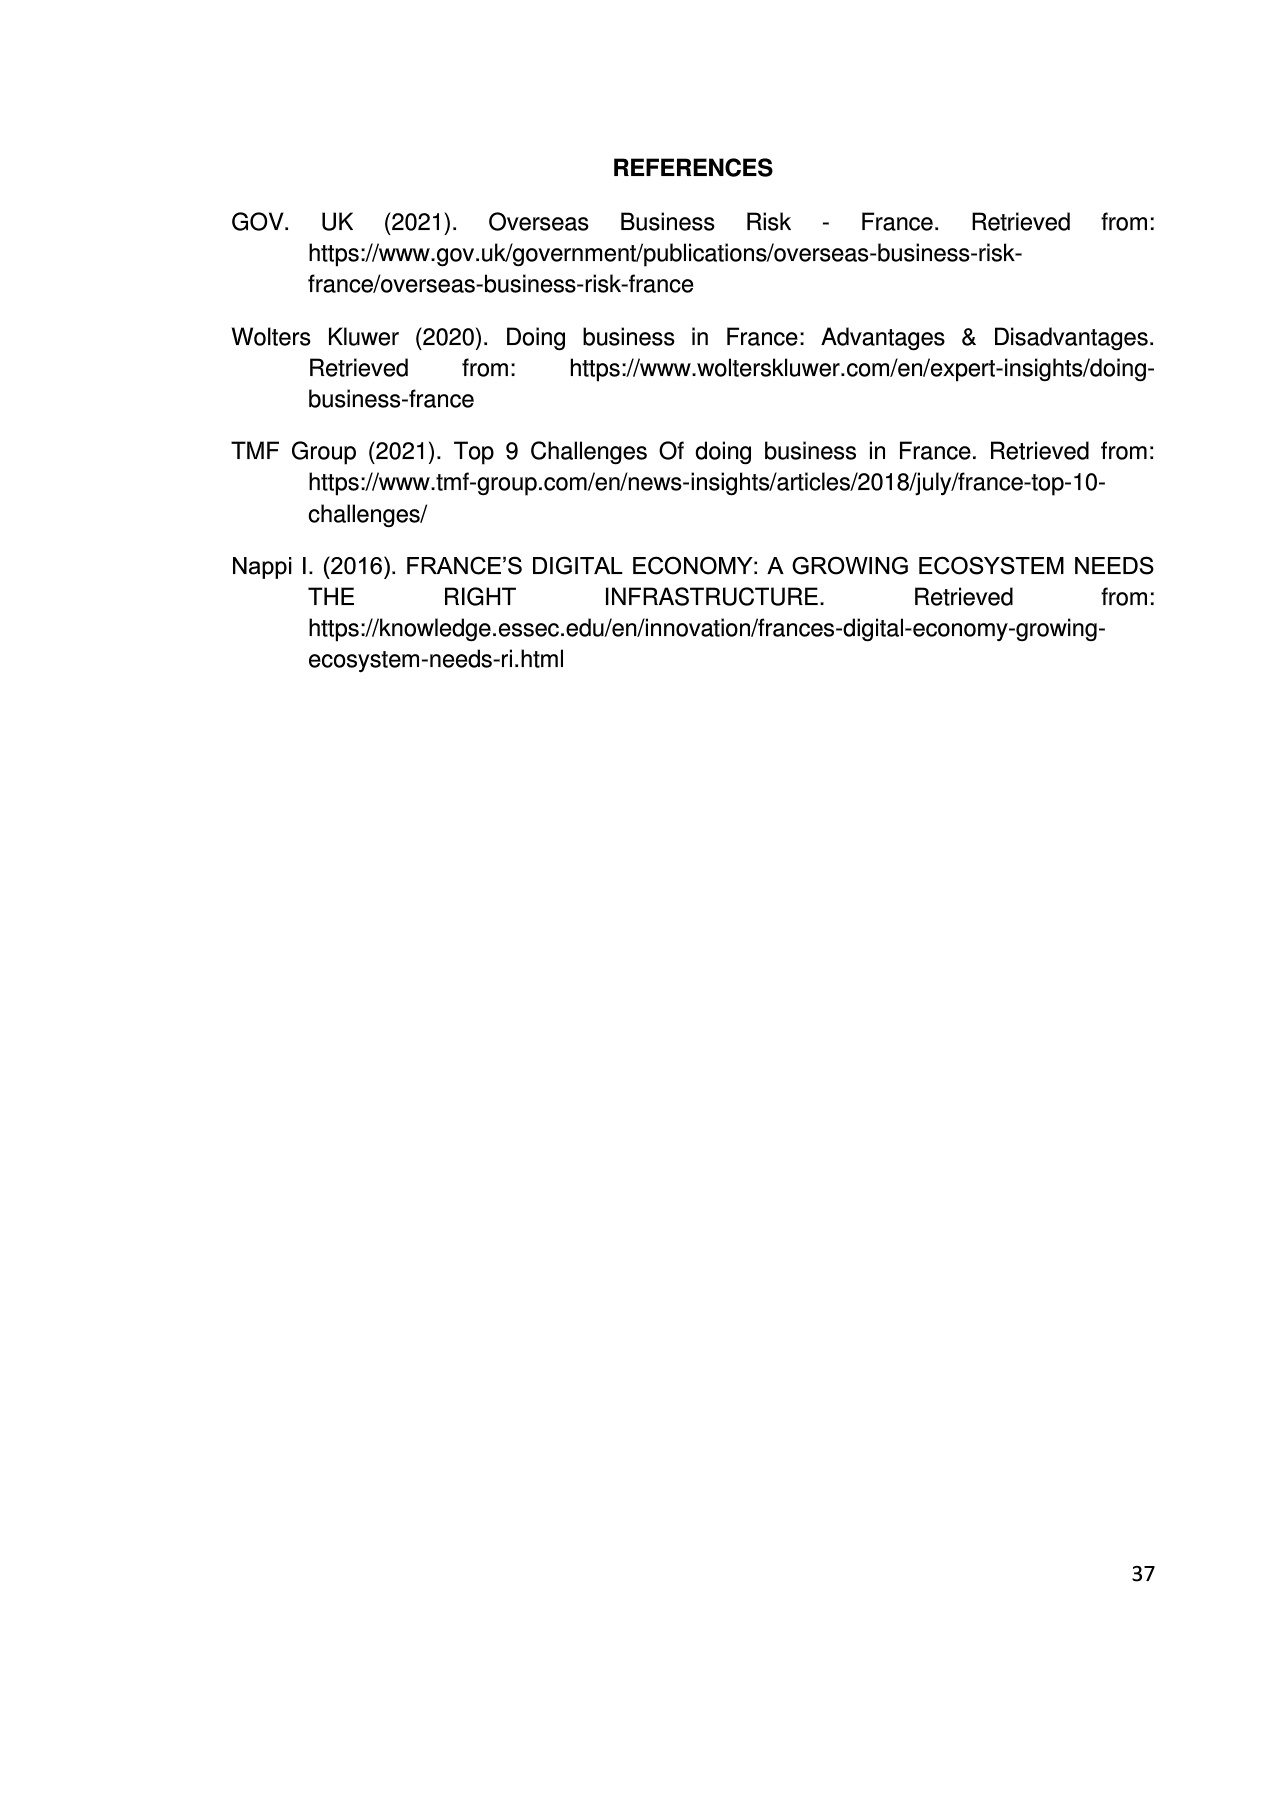 REFERENCES
GOV. UK (2021). Overseas Business Risk - France. Retrieved from:
https://www.gov.uk/government/publications/overseas-business-risk-
france/overseas-business-risk-france
Wolters Kluwer (2020). Doing business in France: Advantages & Disadvantages.
Retrieved from: https://www.wolterskluwer.com/en/expert-insights/doing-
business-france
TMF Group (2021). Top 9 Challenges Of doing business in France. Retrieved from:
https://www.tmf-group.com/en/news-insights/articles/2018/july/france-top-10-
challenges/
Nappi I. (2016). FRANCE’S DIGITAL ECONOMY: A GROWING ECOSYSTEM NEEDS
THE RIGHT INFRASTRUCTURE. Retrieved from:
https://knowledge.essec.edu/en/innovation/frances-digital-economy-growing-
ecosystem-needs-ri.html
37